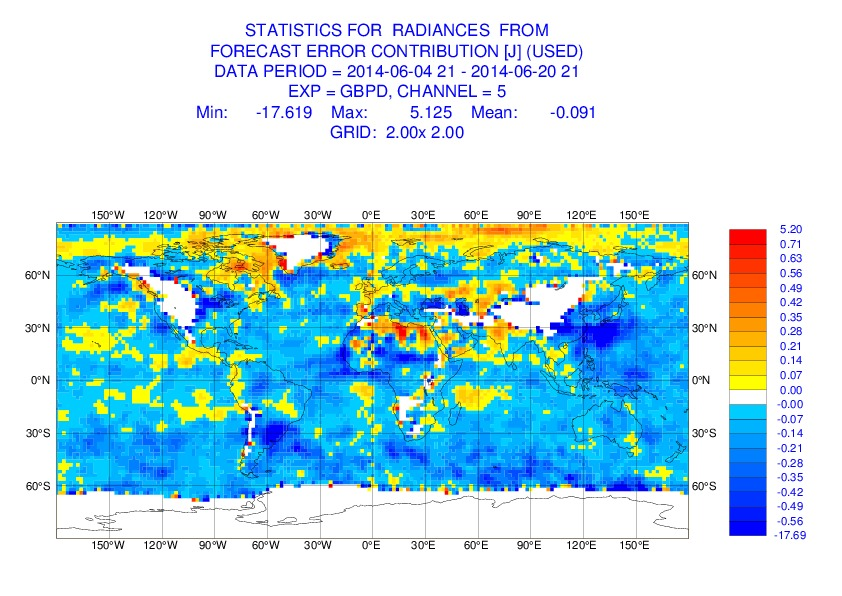 STATISTICS FOR RADIANCES FROM
FORECAST ERROR CONTRIBUTION [J] (USED)
DATA PERIOD = 2014-06-04 21 - 2014-06-20 21
EXP = GBPD, CHANNEL = 5
Min: -17.619 Max: 5.125 Mean: -0.091
GRID: 2.00x 2.00
150°W 120°W 90°W 60°W 30°W 0°E 30°E 60°E 90°E 120°E 150°E
60°N 60°N
30°N 30°N
0°N 0°N
30°S 30°S
60°S 60°S
150°W 120°W 90°W 60°W 30°W 0°E 30°E 60°E 90°E 120°E 150°E
5.20
0.71
0.63
0.56
0.49
0.42
0.35
0.28
0.21
0.14
0.07
0.00
-0.00
-0.07
-0.14
-0.21
-0.28
-0.35
-0.42
-0.49
-0.56
-17.69